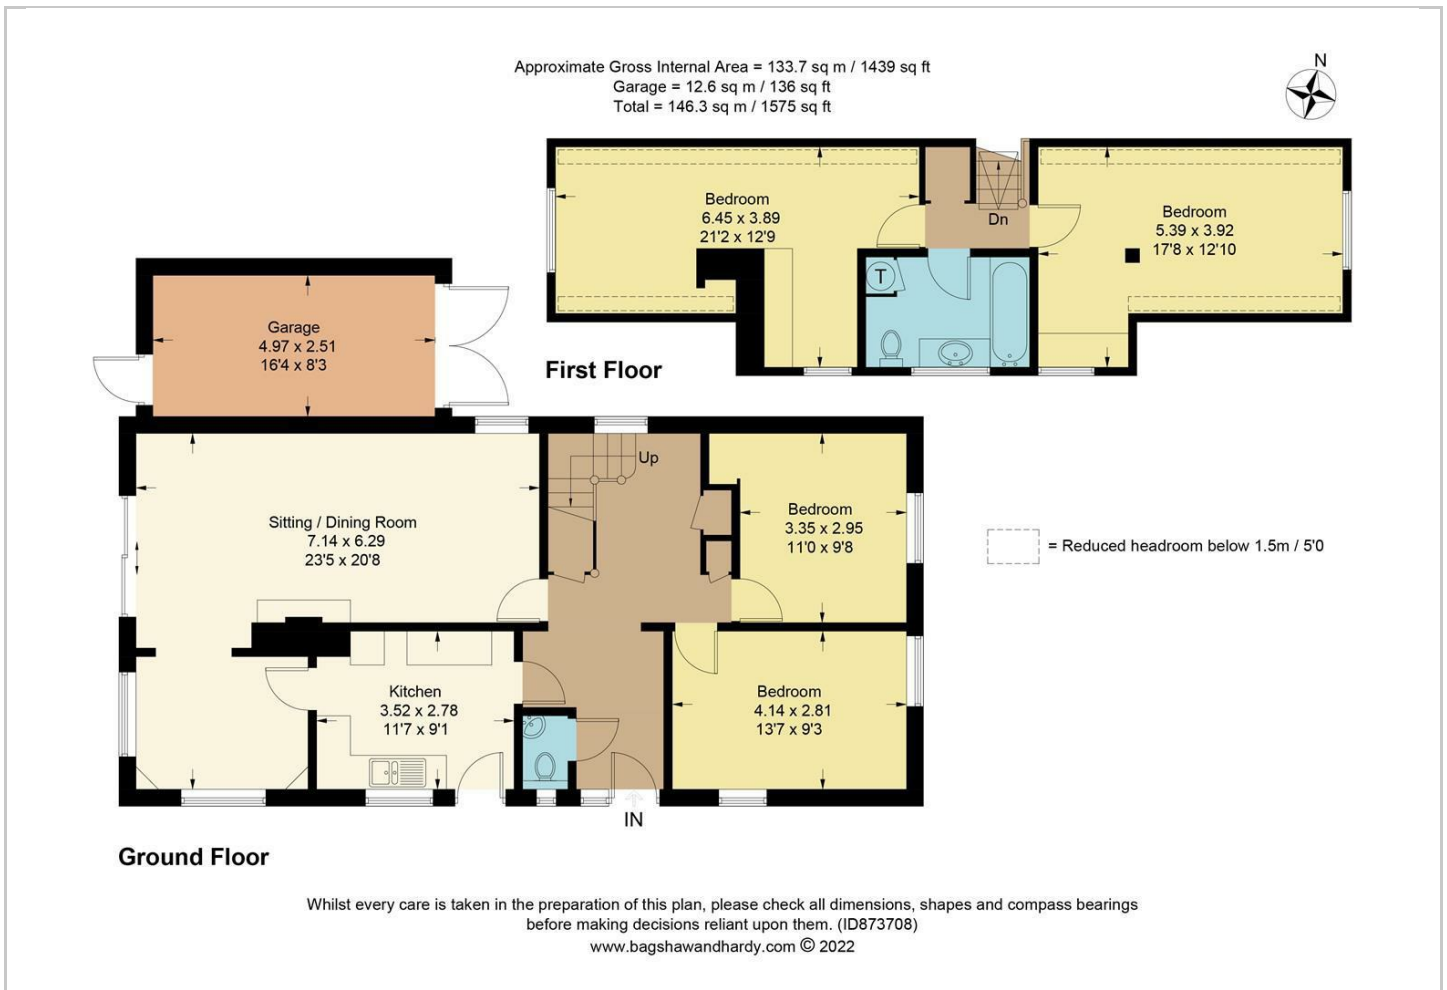 Approximate Gross Internal Area = 133.7 sq m / 1439 sq ft
Garage = 12.6 sq m / 136 sq ft
Total = 146.3 sq m / 1575 sq ft
N
Bedroom
6.45 x 3.89
21'2 x 12'9
Dn
Bedroom
5.39 x 3.92
17'8 x 12'10
T
First Floor
Garage
4.97 x 2.51
16'4 x 8'3
Up
Sitting / Dining Room
7.14 x 6.29
23'5 x 20'8
Bedroom
3.35 x 2.95
11'0 x 9'8
= Reduced headroom below 1.5m / 5'0
Kitchen
3.52 x 2.78
11'7 x 9'1
Bedroom
4.14 x 2.81
13'7 x 9'3
IN
Ground Floor
Whilst every care is taken in the preparation of this plan, please check all dimensions, shapes and compass bearings
before making decisions reliant upon them. (ID873708)
www.bagshawandhardy.com © 2022